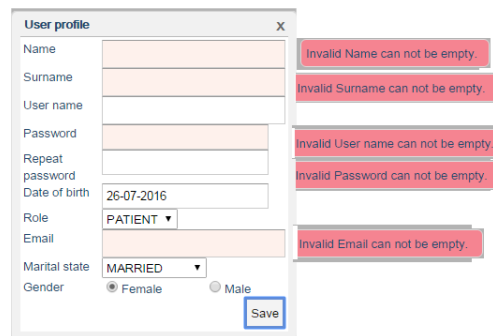 User profile x
Name
Invalid Name can not be empty.
Surname
Invalid Surname can not be empty.
User name
Invalid User name can not be empty.
Password
Repeat
password
Invalid Password can not be empty.
Date of birth 26-07-2016
Role PATIENT ▼
Email
Invalid Email can not be empty.
Marital state MARRIED ▼
Gender Female Male
Save